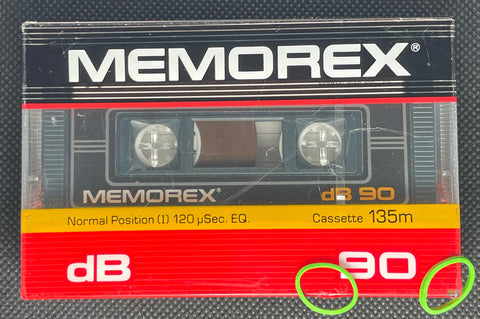 MEMOREX®
MEMOREX®
dB 90
Normal Position (I) 120 µSec. EQ.
Cassette 135m
dB
90